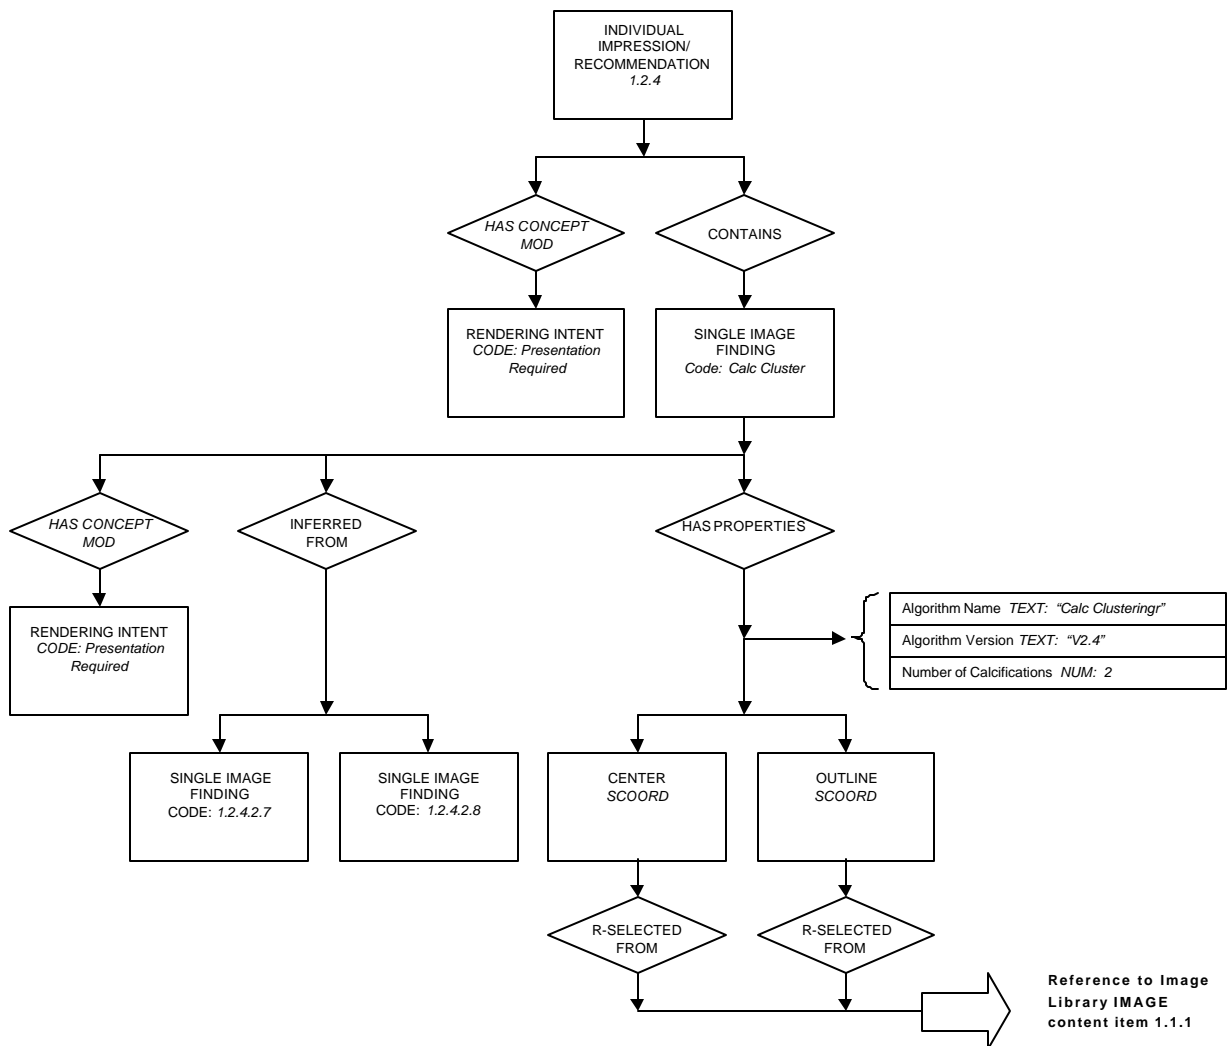 INDIVIDUAL
IMPRESSION/
RECOMMENDATION
1.2.4
HAS CONCEPT
MOD
CONTAINS
RENDERING INTENT
CODE: Presentation
Required
SINGLE IMAGE
FINDING
Code: Calc Cluster
HAS CONCEPT
MOD
INFERRED
FROM
HAS PROPERTIES
RENDERING INTENT
CODE: Presentation
Required
Algorithm Name TEXT: “Calc Clusteringr”
Algorithm Version TEXT: “V2.4”
Number of Calcifications NUM: 2
SINGLE IMAGE
FINDING
CODE: 1.2.4.2.7
SINGLE IMAGE
FINDING
CODE: 1.2.4.2.8
CENTER
SCOORD
OUTLINE
SCOORD
R-SELECTED
FROM
R-SELECTED
FROM
Reference to Image
Library IMAGE
content item 1.1.1